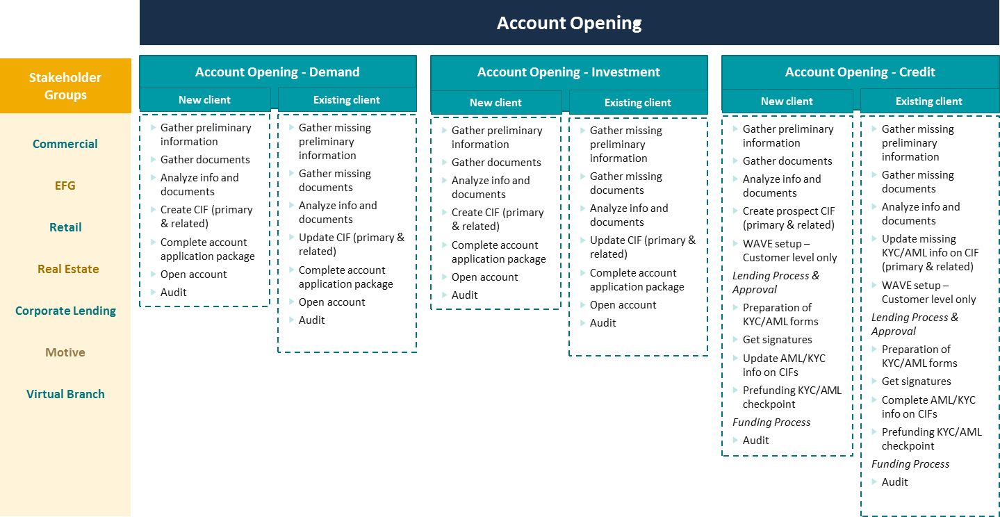 Account Opening
Stakeholder
Groups
Commercial
EFG
Retail
Real Estate
Corporate Lending
Motive
Virtual Branch
Account Opening - Demand
New client
Gather preliminary
information
Gather documents
Analyze info and
documents
Create CIF (primary
& related)
Complete account
application package
Open account
Audit
Existing client
Gather missing
preliminary
information
Gather missing
documents
Analyze info and
documents
Update CIF (primary &
related)
Complete account
application package
Open account
Audit
Account Opening - Investment
New client
Gather preliminary
information
Gather documents
Analyze info and
documents
Create CIF (primary
& related)
Complete account
application package
Open account
Audit
Existing client
Gather missing
preliminary
information
Gather missing
documents
Analyze info and
documents
Update CIF (primary &
related)
Complete account
application package
Open account
Audit
Account Opening - Credit
New client
Gather preliminary
information
Gather documents
Analyze info and
documents
Create prospect CIF
(primary & related)
WAVE setup –
Customer level only
Lending Process &
Approval
Preparation of
KYC/AML forms
Get signatures
Update AML/KYC
info on CIFs
Prefunding KYC/AML
checkpoint
Funding Process
Audit
Existing client
Gather missing
preliminary
information
Gather missing
documents
Analyze info and
documents
Update missing
KYC/AML info on CIF
(primary & related)
WAVE setup –
Customer level only
Lending Process &
Approval
Preparation of
KYC/AML forms
Get signatures
Complete AML/KYC
info on CIFs
Prefunding KYC/AML
checkpoint
Funding Process
Audit